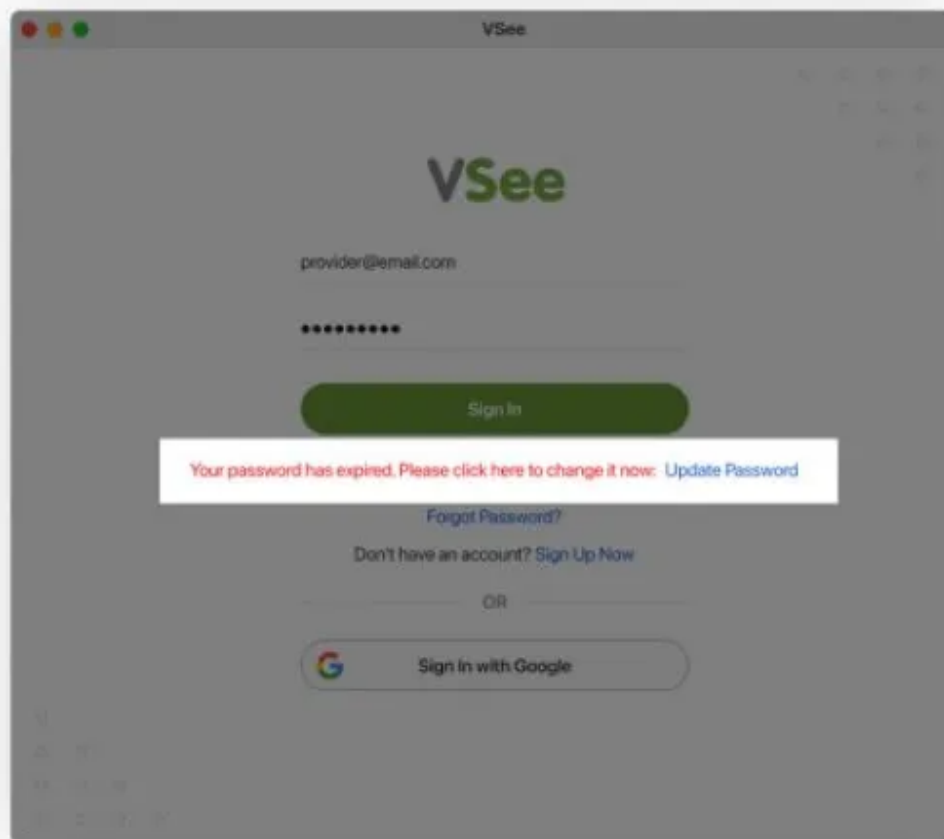 VSee
VSee
provider@email.com
•••••••••
Sign In
Your password has expired. Please click here to change it now: Update Password
Forgot Password?
Don't have an account? Sign Up Now
OR
Sign In with Google